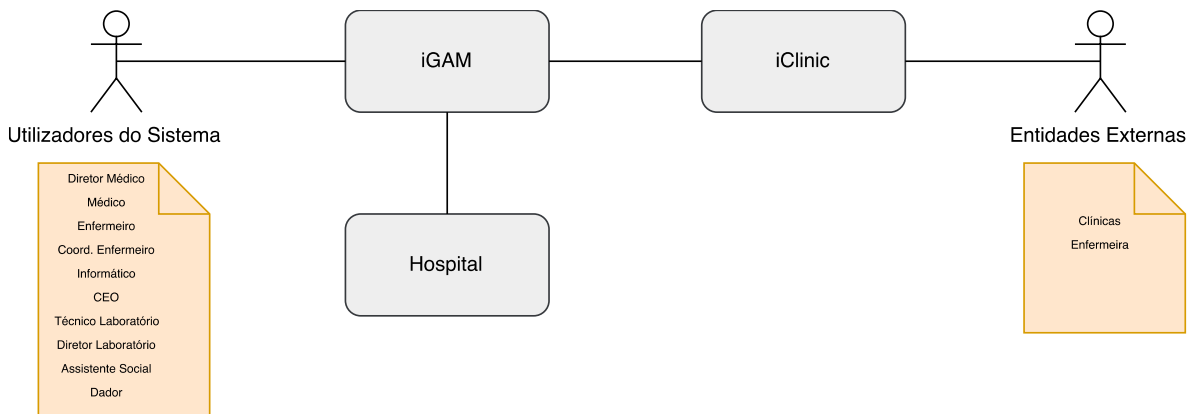 iGAM
iClinic
Utilizadores do Sistema
Entidades Externas
Diretor Médico
Médico
Enfermeiro
Coord. Enfermeiro
Informático
CEO
Técnico Laboratório
Diretor Laboratório
Assistente Social
Dador
Hospital
Clínicas
Enfermeira